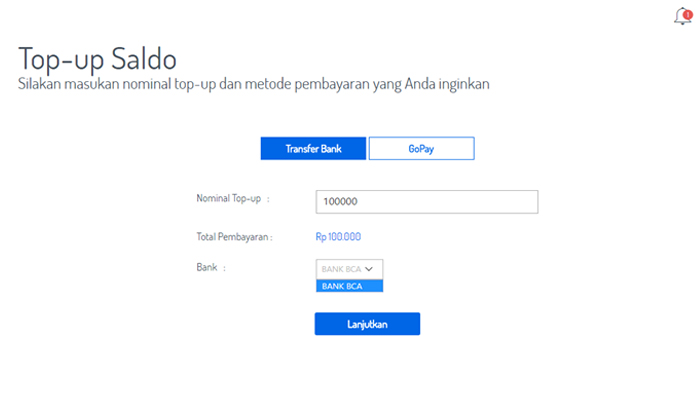 1
Top-up Saldo
Silakan masukan nominal top-up dan metode pembayaran yang Anda inginkan
Transfer Bank GoPay
Nominal Top-up : 100000
Total Pembayaran : Rp 100.000
Bank : BANK BCA
BANK BCA
Lanjutkan